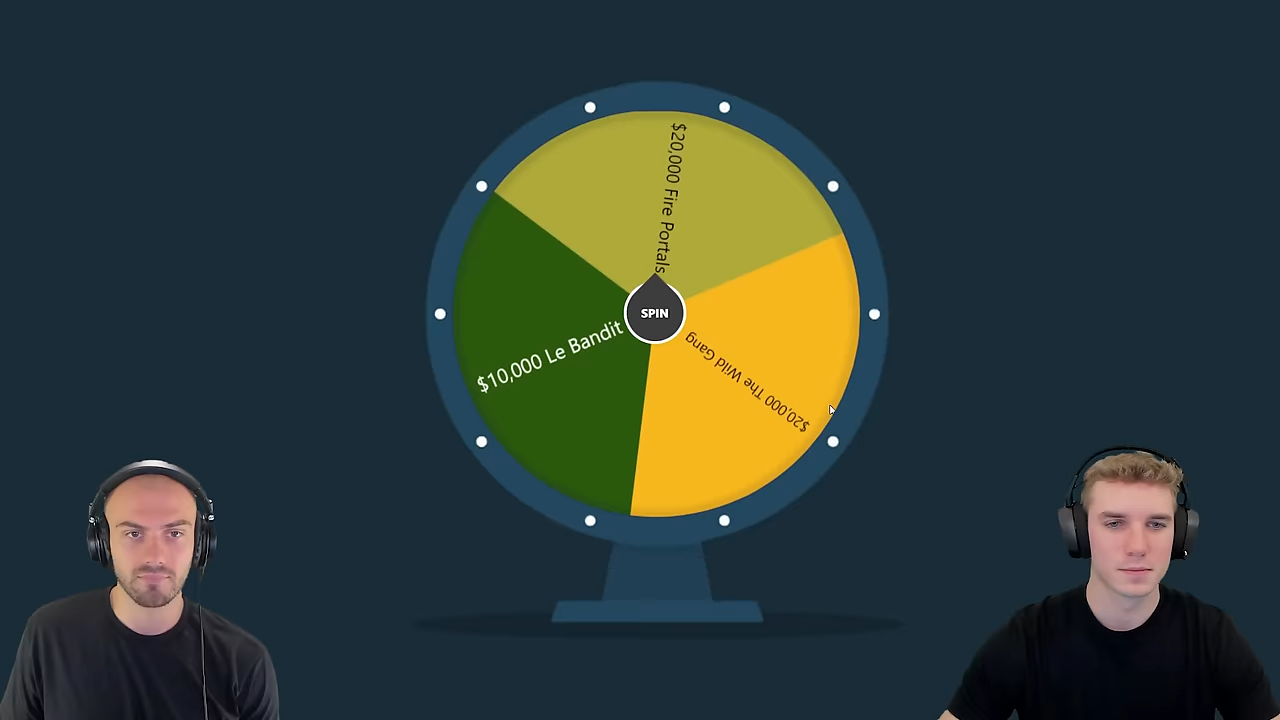 $20,000 Fire Portals
$10,000 Le Bandit
SPIN
$20,000 The Wild Gang